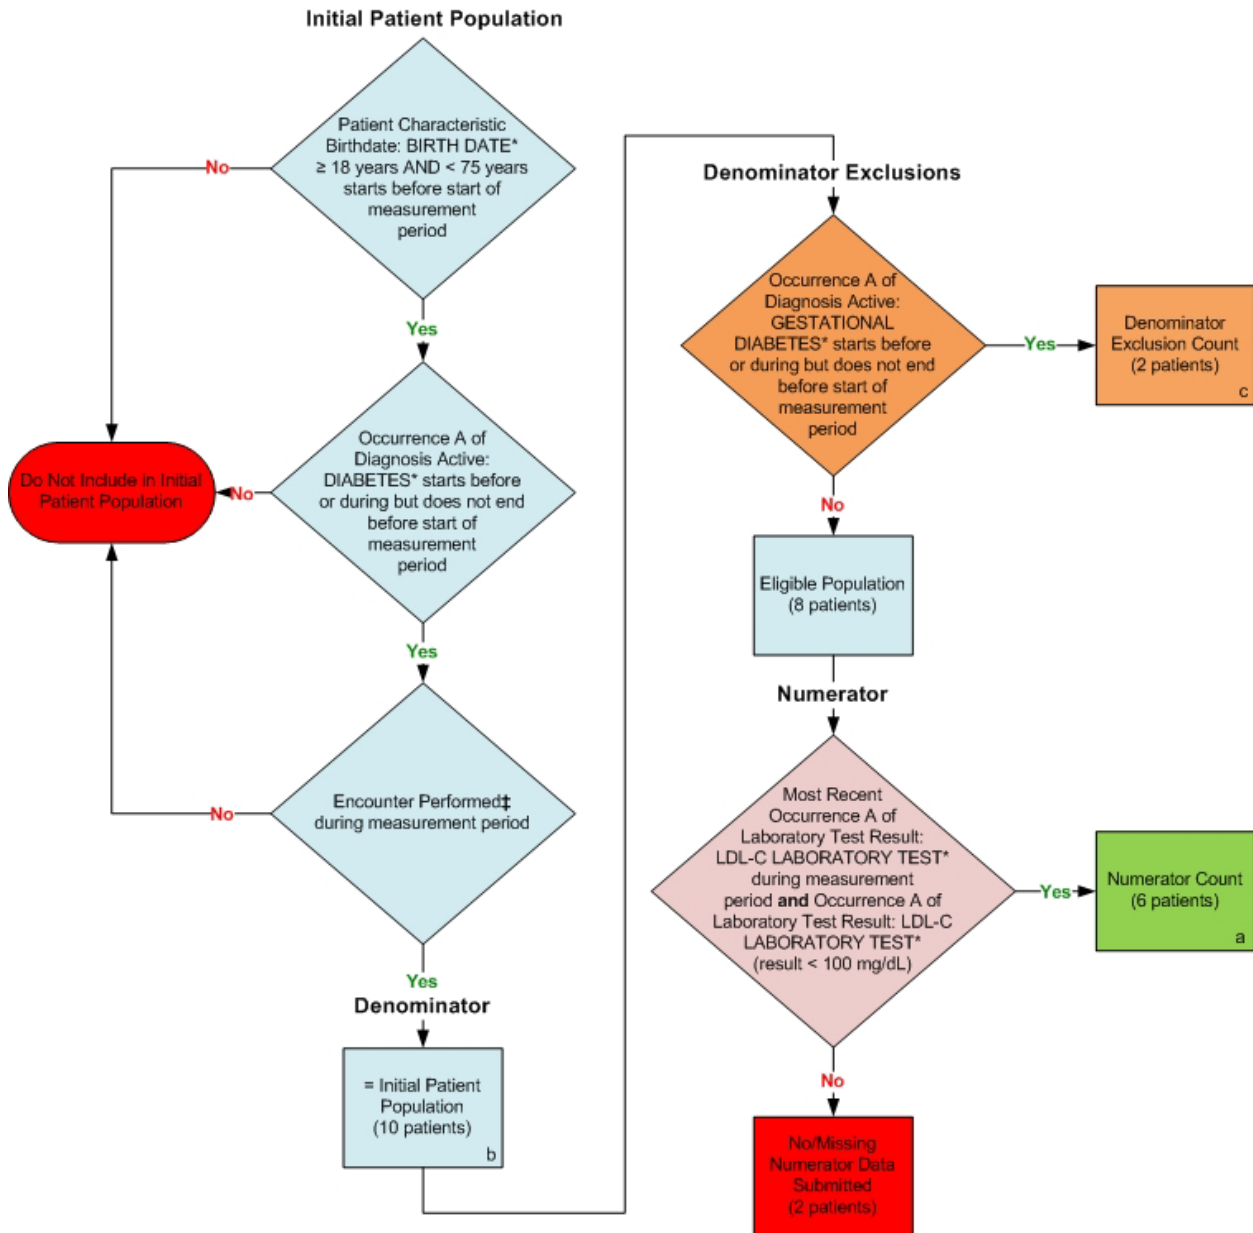 Initial Patient Population
Patient Characteristic
Birthdate: BIRTH DATE*
≥ 18 years AND < 75 years
starts before start of
measurement
period
No
Yes
Occurrence A of
Diagnosis Active:
DIABETES* starts before
or during but does not end
before start of
measurement
period
No
Do Not Include in Initial
Patient Population
Yes
Encounter Performed‡
during measurement period
No
Yes
Denominator
= Initial Patient
Population
(10 patients)
b
Denominator Exclusions
Occurrence A of
Diagnosis Active:
GESTATIONAL
DIABETES* starts before
or during but does not end
before start of
measurement
period
Yes
Denominator
Exclusion Count
(2 patients)
c
No
Eligible Population
(8 patients)
Numerator
Most Recent
Occurrence A of
Laboratory Test Result:
LDL-C LABORATORY TEST*
during measurement
period and Occurrence A of
Laboratory Test Result: LDL-C
LABORATORY TEST*
(result < 100 mg/dL)
Yes
Numerator Count
(6 patients)
a
No
No/Missing
Numerator Data
Submitted
(2 patients)